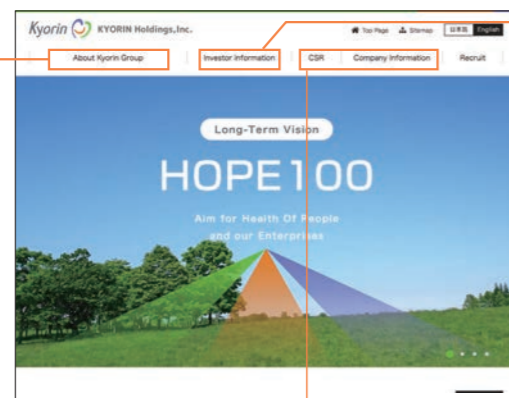 Kyorin KYORIN Holdings,Inc.
Top Page Sitemap 日本語 English
About Kyorin Group Investor Information CSR Company Information Recruit
Long-Term Vision
HOPE100
Aim for Health Of People
and our Enterprises